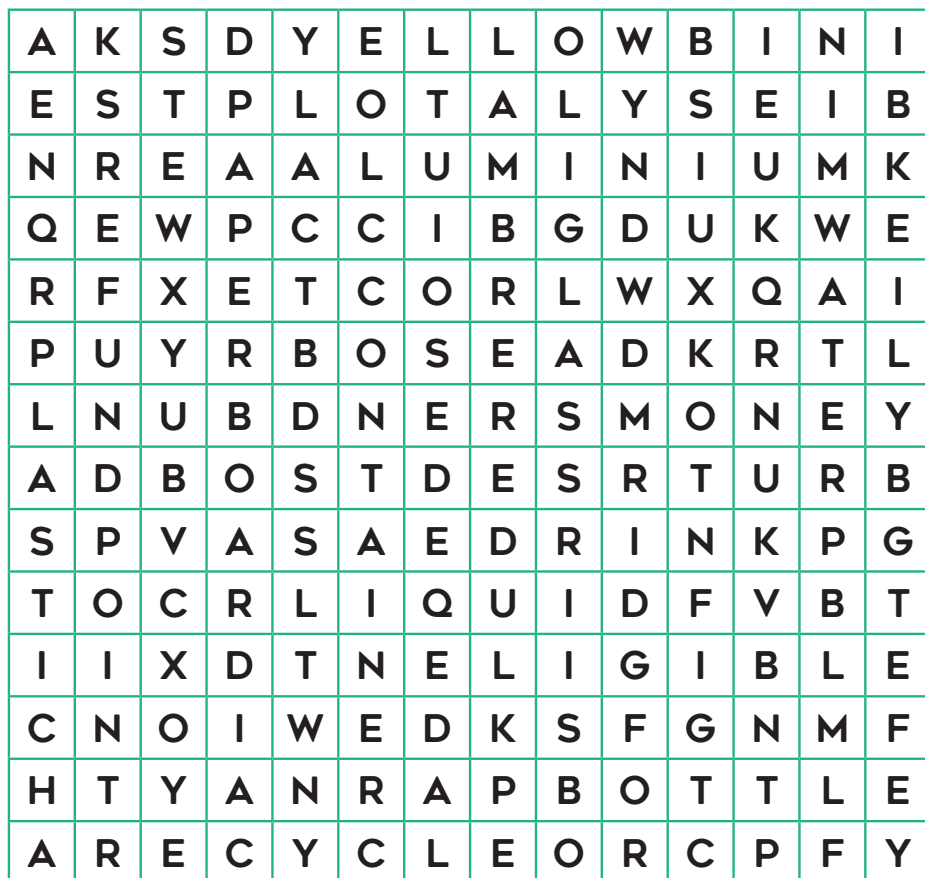 A K S D Y E L L O W B I N I
E S T P L O T A L Y S E I B
N R E A A L U M I N I U M K
Q E W P C C I B G D U K W E
R F X E T C O R L W X Q A I
P U Y R B O S E A D K R T L
L N U B D N E R S M O N E Y
A D B O S T D E S R T U R B
S P V A S A E D R I N K P G
T O C R L I Q U I D F V B T
I I X D T N E L I G I B L E
C N O I W E D K S F G N M F
H T Y A N R A P B O T T L E
A R E C Y C L E O R C P F Y